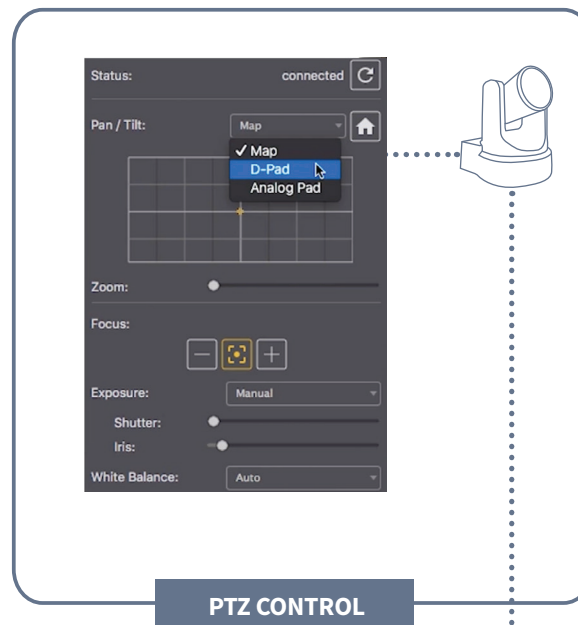 Status: connected
Pan / Tilt: Map
✓ Map
D-Pad
Analog Pad
Zoom:
Focus:
Exposure: Manual
Shutter:
Iris:
White Balance: Auto
PTZ CONTROL